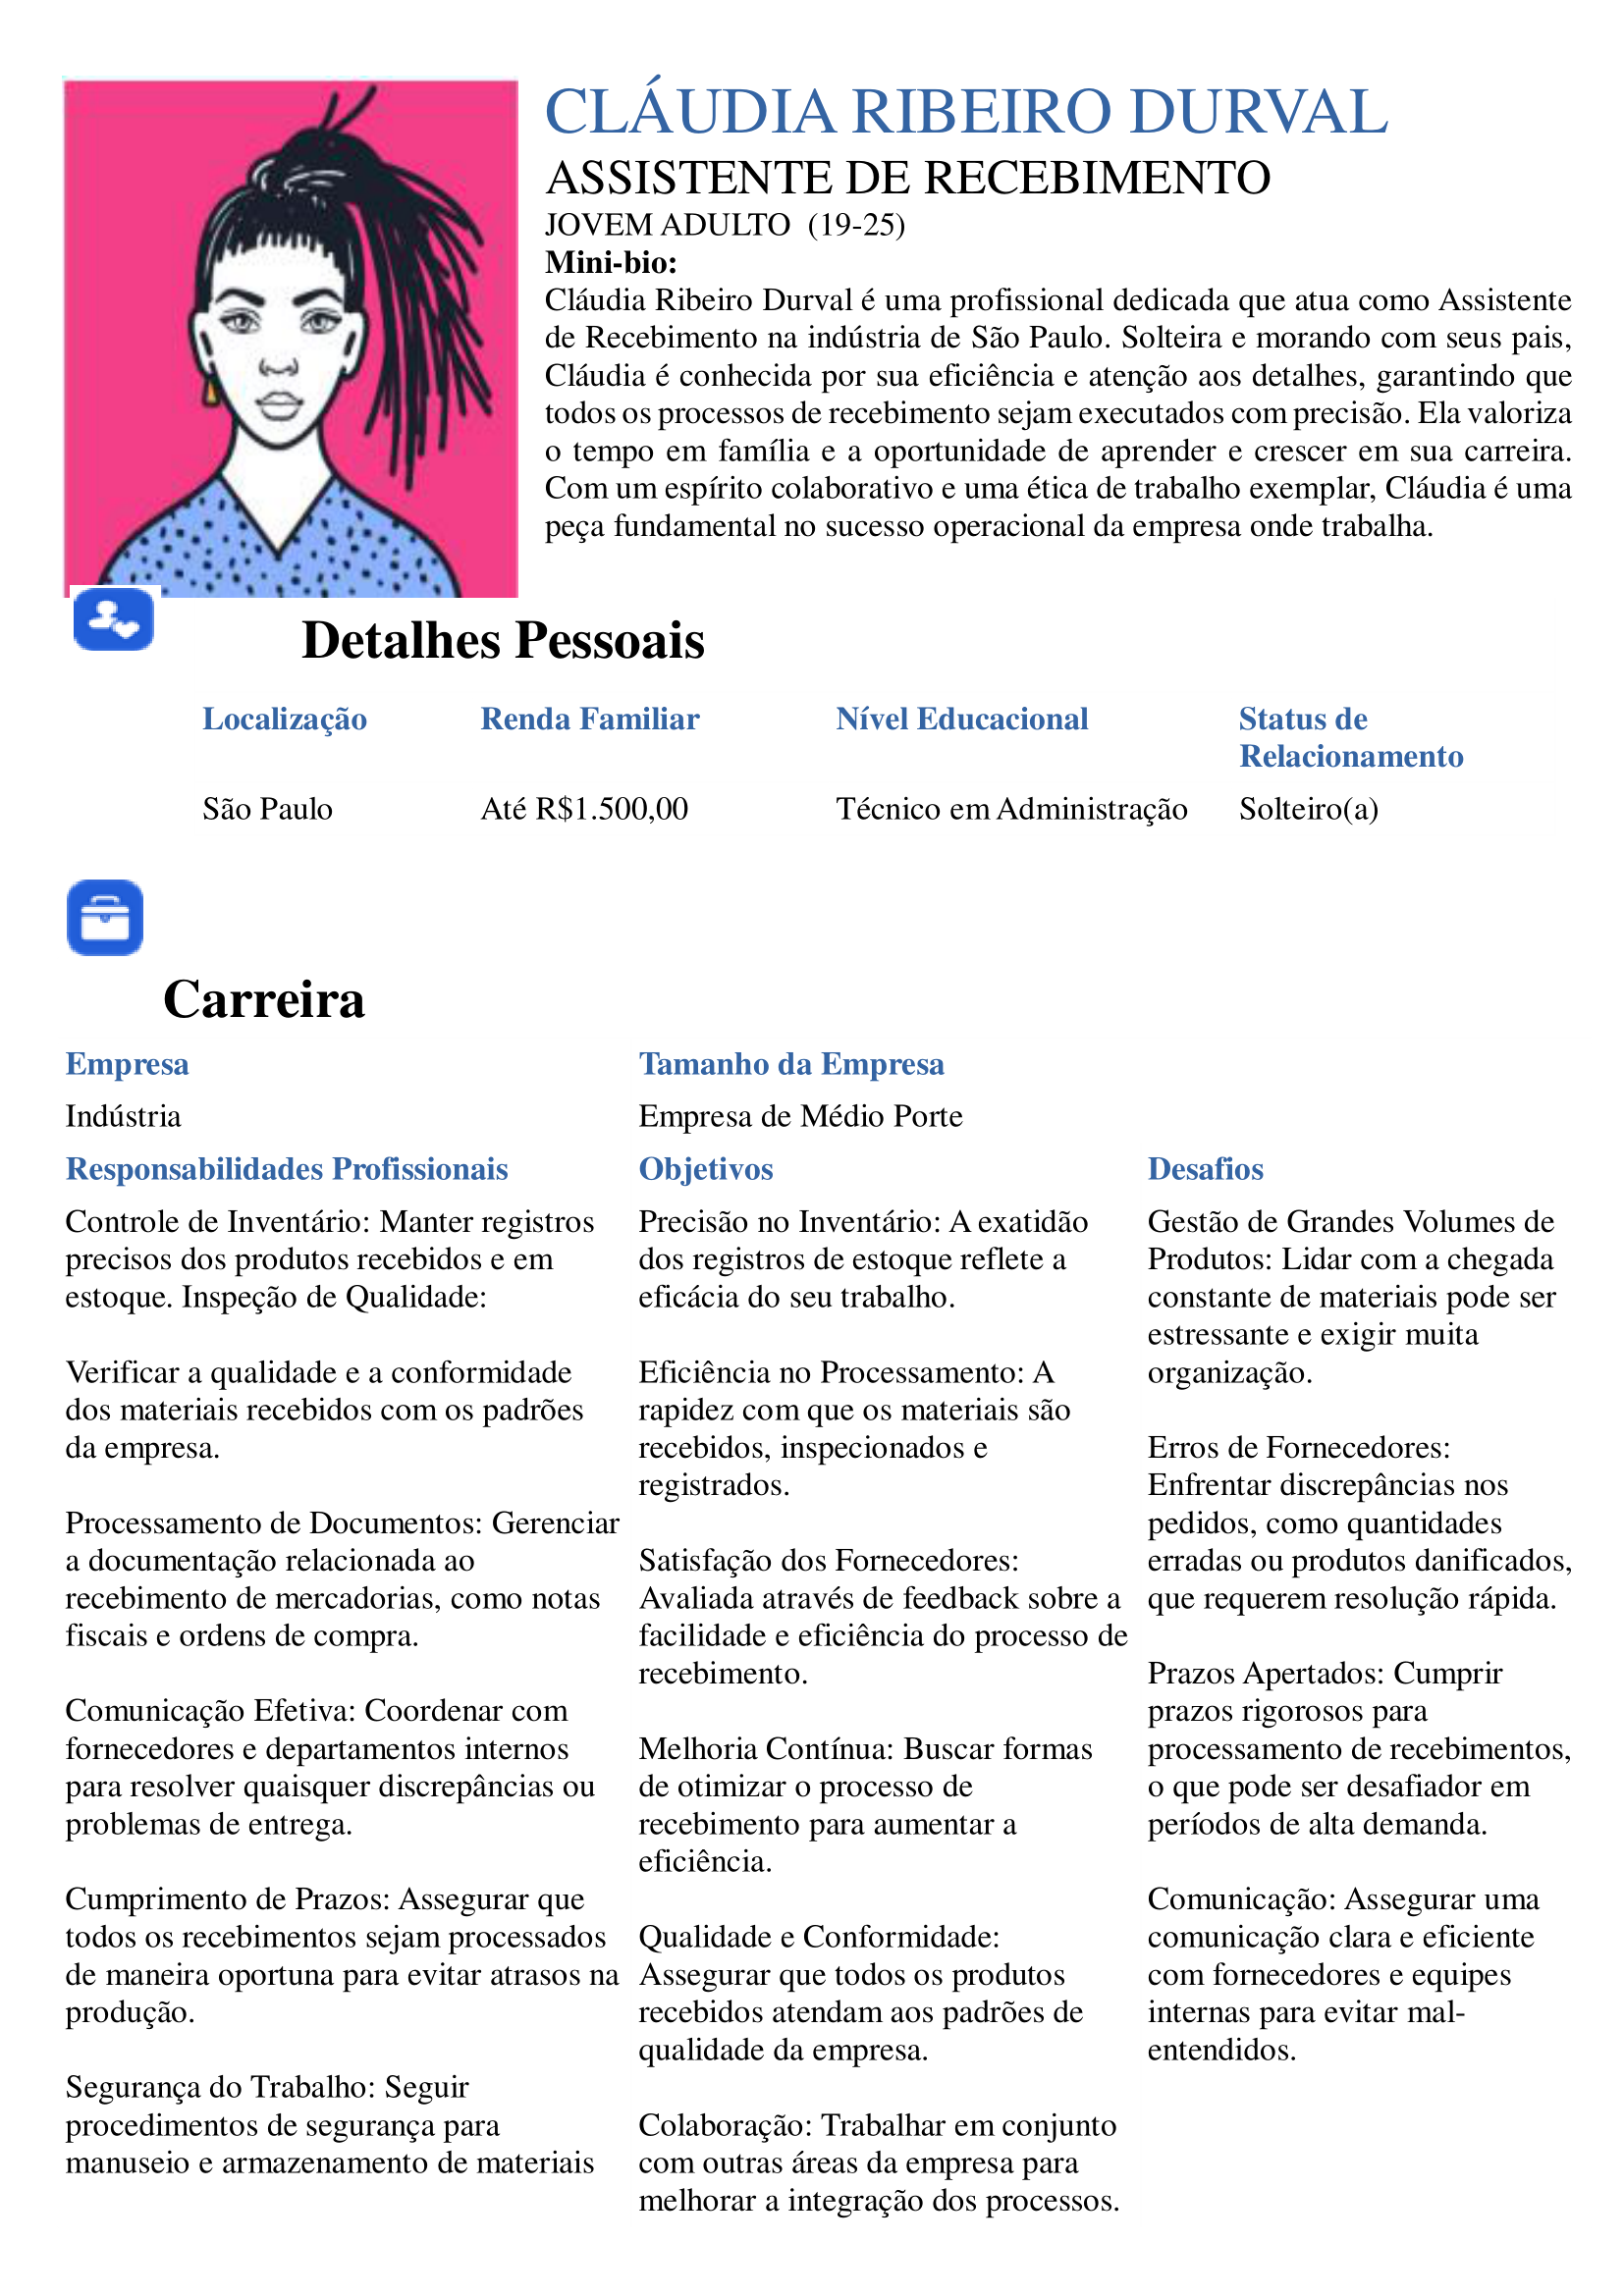 CLÁUDIA RIBEIRO DURVAL
ASSISTENTE DE RECEBIMENTO
JOVEM ADULTO (19-25)
Mini-bio:
Cláudia Ribeiro Durval é uma profissional dedicada que atua como Assistente
de Recebimento na indústria de São Paulo. Solteira e morando com seus pais,
Cláudia é conhecida por sua eficiência e atenção aos detalhes, garantindo que
todos os processos de recebimento sejam executados com precisão. Ela valoriza
o tempo em família e a oportunidade de aprender e crescer em sua carreira.
Com um espírito colaborativo e uma ética de trabalho exemplar, Cláudia é uma
peça fundamental no sucesso operacional da empresa onde trabalha.
Detalhes Pessoais
Localização
Renda Familiar
Nível Educacional
Status de
Relacionamento
São Paulo
Até R$1.500,00
Técnico em Administração
Solteiro(a)
Carreira
Empresa
Tamanho da Empresa
Indústria
Empresa de Médio Porte
Responsabilidades Profissionais
Controle de Inventário: Manter registros
precisos dos produtos recebidos e em
estoque. Inspeção de Qualidade:
Verificar a qualidade e a conformidade
dos materiais recebidos com os padrões
da empresa.
Processamento de Documentos: Gerenciar
a documentação relacionada ao
recebimento de mercadorias, como notas
fiscais e ordens de compra.
Comunicação Efetiva: Coordenar com
fornecedores e departamentos internos
para resolver quaisquer discrepâncias ou
problemas de entrega.
Cumprimento de Prazos: Assegurar que
todos os recebimentos sejam processados
de maneira oportuna para evitar atrasos na
produção.
Segurança do Trabalho: Seguir
procedimentos de segurança para
manuseio e armazenamento de materiais
Objetivos
Precisão no Inventário: A exatidão
dos registros de estoque reflete a
eficácia do seu trabalho.
Eficiência no Processamento: A
rapidez com que os materiais são
recebidos, inspecionados e
registrados.
Satisfação dos Fornecedores:
Avaliada através de feedback sobre a
facilidade e eficiência do processo de
recebimento.
Melhoria Contínua: Buscar formas
de otimizar o processo de
recebimento para aumentar a
eficiência.
Qualidade e Conformidade:
Assegurar que todos os produtos
recebidos atendam aos padrões de
qualidade da empresa.
Colaboração: Trabalhar em conjunto
com outras áreas da empresa para
melhorar a integração dos processos.
Desafios
Gestão de Grandes Volumes de
Produtos: Lidar com a chegada
constante de materiais pode ser
estressante e exigir muita
organização.
Erros de Fornecedores:
Enfrentar discrepâncias nos
pedidos, como quantidades
erradas ou produtos danificados,
que requerem resolução rápida.
Prazos Apertados: Cumprir
prazos rigorosos para
processamento de recebimentos,
o que pode ser desafiador em
períodos de alta demanda.
Comunicação: Assegurar uma
comunicação clara e eficiente
com fornecedores e equipes
internas para evitar mal-
entendidos.